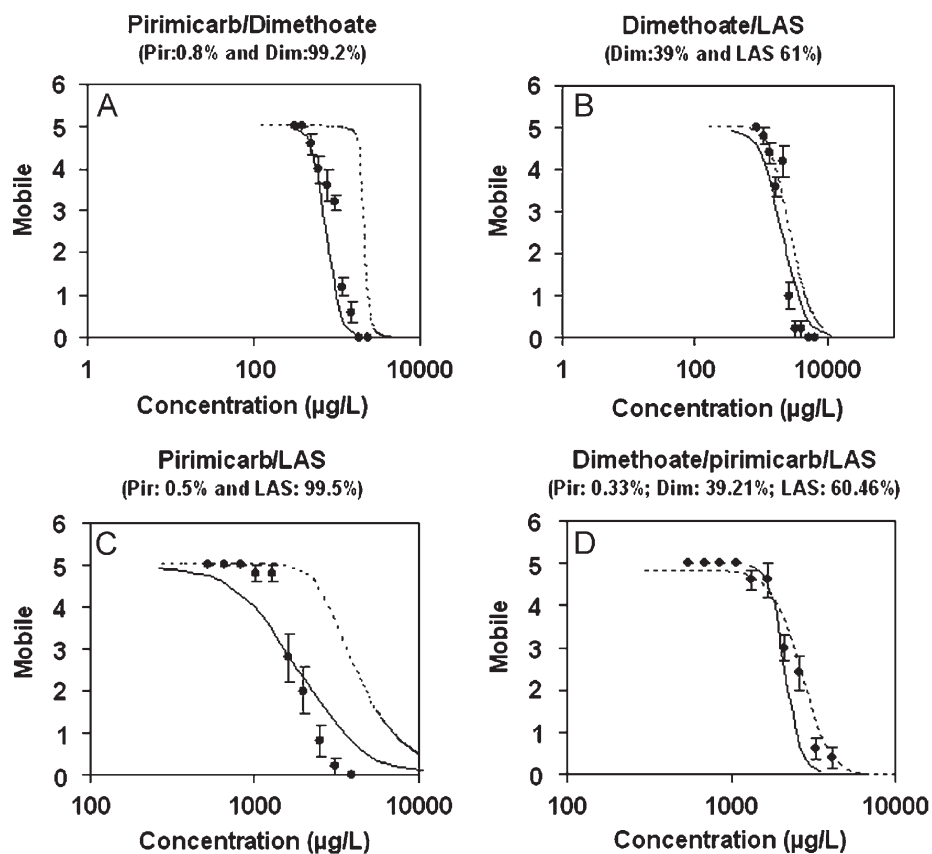 Pirimicarb/Dimethoate
(Pir:0.8% and Dim:99.2%)
A
Mobile
6
5
4
3
2
1
0
1
100
10000
Concentration (µg/L)
Dimethoate/LAS
(Dim:39% and LAS 61%)
B
Mobile
6
5
4
3
2
1
0
1
100
10000
Concentration (µg/L)
Pirimicarb/LAS
(Pir: 0.5% and LAS: 99.5%)
C
Mobile
6
5
4
3
2
1
0
100
1000
10000
Concentration (µg/L)
Dimethoate/pirimicarb/LAS
(Pir: 0.33%; Dim: 39.21%; LAS: 60.46%)
D
Mobile
6
5
4
3
2
1
0
100
1000
10000
Concentration (µg/L)